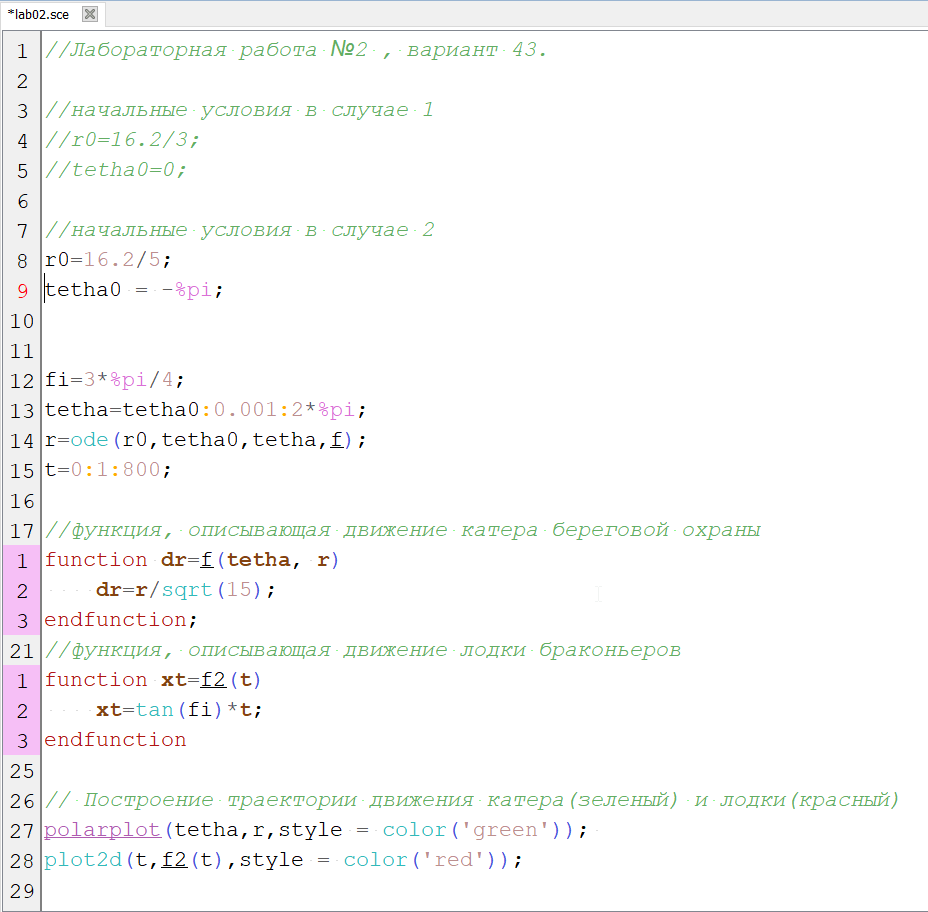 *lab02.sce
1 //Лабораторная работа №2 , вариант 43.
2
3 //начальные условия в случае 1
4 //r0=16.2/3;
5 //tetha0=0;
6
7 //начальные условия в случае 2
8 r0=16.2/5;
9 tetha0 = -%pi;
10
11
12 fi=3*%pi/4;
13 tetha=tetha0:0.001:2*%pi;
14 r=ode(r0,tetha0,tetha,f);
15 t=0:1:800;
16
17 //функция, описывающая движение катера береговой охраны
1 function dr=f(tetha, r)
2 dr=r/sqrt(15);
3 endfunction;
21 //функция, описывающая движение лодки браконьеров
1 function xt=f2(t)
2 xt=tan(fi)*t;
3 endfunction
25
26 // Построение траектории движения катера(зеленый) и лодки(красный)
27 polarplot(tetha,r,style = color('green'));
28 plot2d(t,f2(t),style = color('red'));
29